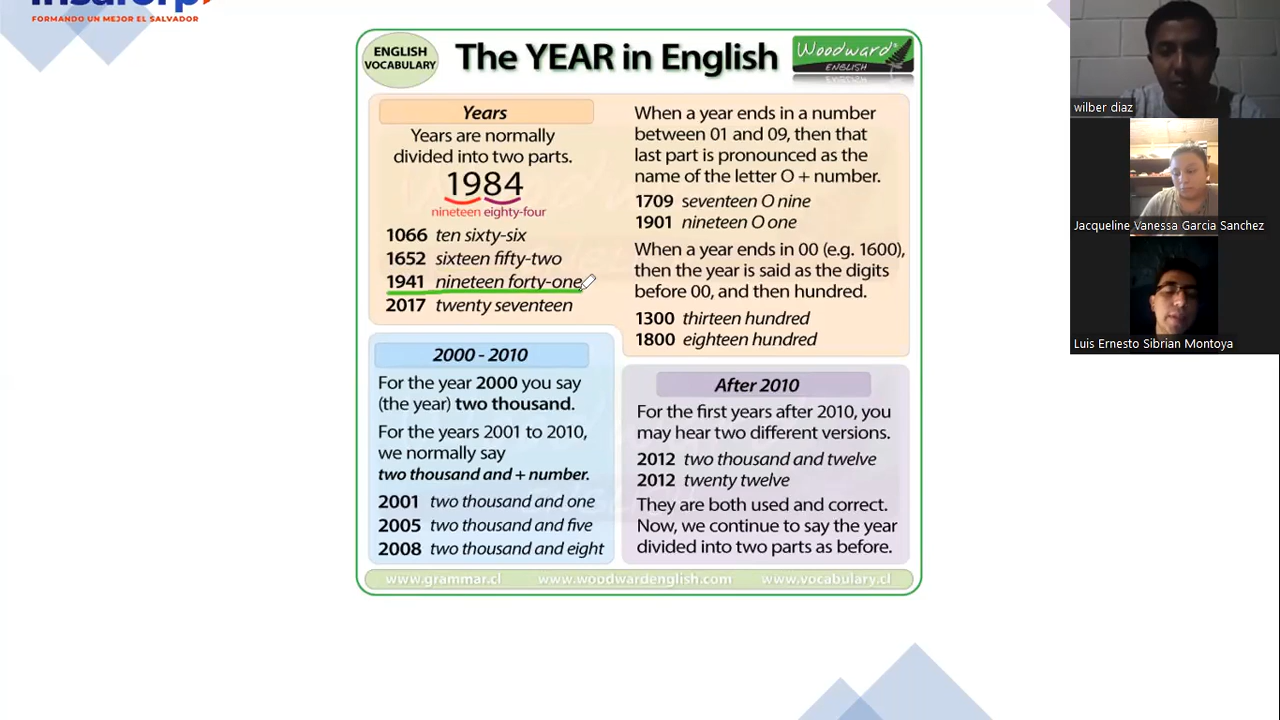 FORMANDO UN MEJOR EL SALVADOR
ENGLISH
VOCABULARY
The YEAR in English
Woodward®
ENGLISH
Years
Years are normally
divided into two parts.
1984
nineteen eighty-four
1066 ten sixty-six
1652 sixteen fifty-two
1941 nineteen forty-one
2017 twenty seventeen
When a year ends in a number
between 01 and 09, then that
last part is pronounced as the
name of the letter O + number.
1709 seventeen O nine
1901 nineteen O one
When a year ends in 00 (e.g. 1600),
then the year is said as the digits
before 00, and then hundred.
1300 thirteen hundred
1800 eighteen hundred
2000 - 2010
For the year 2000 you say
(the year) two thousand.
For the years 2001 to 2010,
we normally say
two thousand and + number.
2001 two thousand and one
2005 two thousand and five
2008 two thousand and eight
After 2010
For the first years after 2010, you
may hear two different versions.
2012 two thousand and twelve
2012 twenty twelve
They are both used and correct.
Now, we continue to say the year
divided into two parts as before.
www.grammar.cl www.woodwardenglish.com www.vocabulary.cl
wilber diaz
Jacqueline Vanessa Garcia Sanchez
Luis Ernesto Sibrian Montoya